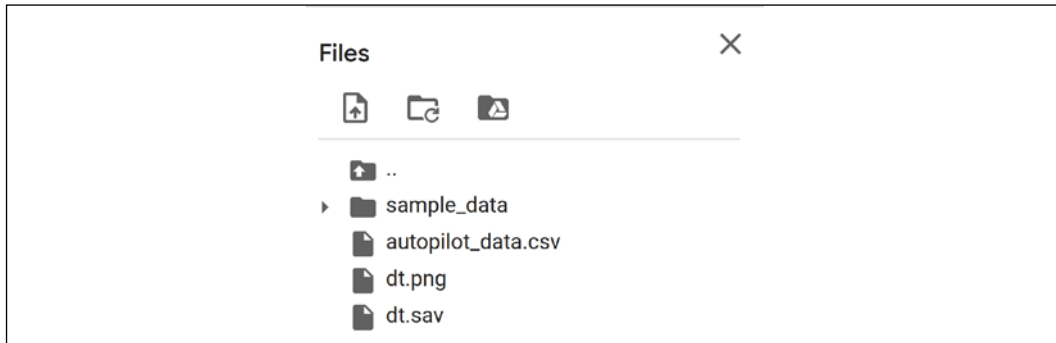 Files
..
sample_data
autopilot_data.csv
dt.png
dt.sav